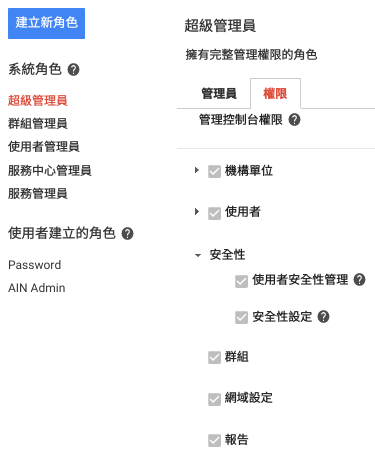 建立新角色
系統角色
超級管理員
群組管理員
使用者管理員
服務中心管理員
服務管理員
使用者建立的角色
Password
AIN Admin
超級管理員
擁有完整管理權限的角色
管理員
權限
管理控制台權限
機構單位
使用者
安全性
使用者安全性管理
安全性設定
群組
網域設定
報告